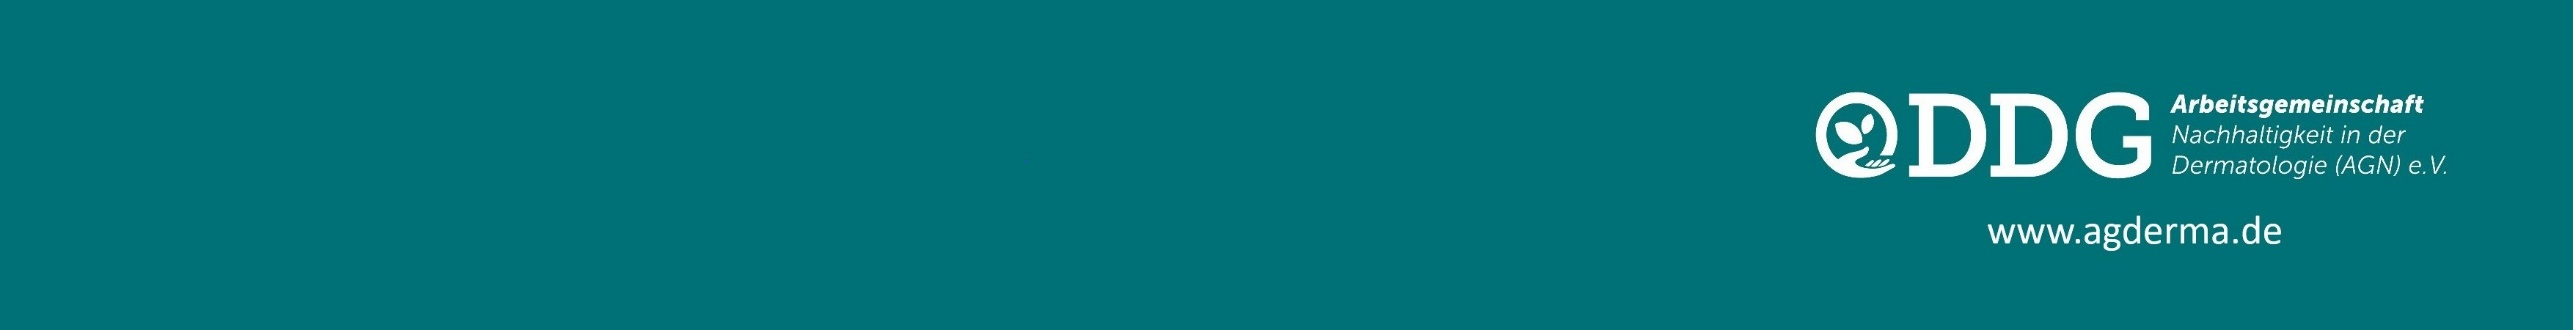 DDG
Arbeitsgemeinschaft
Nachhaltigkeit in der
Dermatologie (AGN) e.V.
www.agderma.de